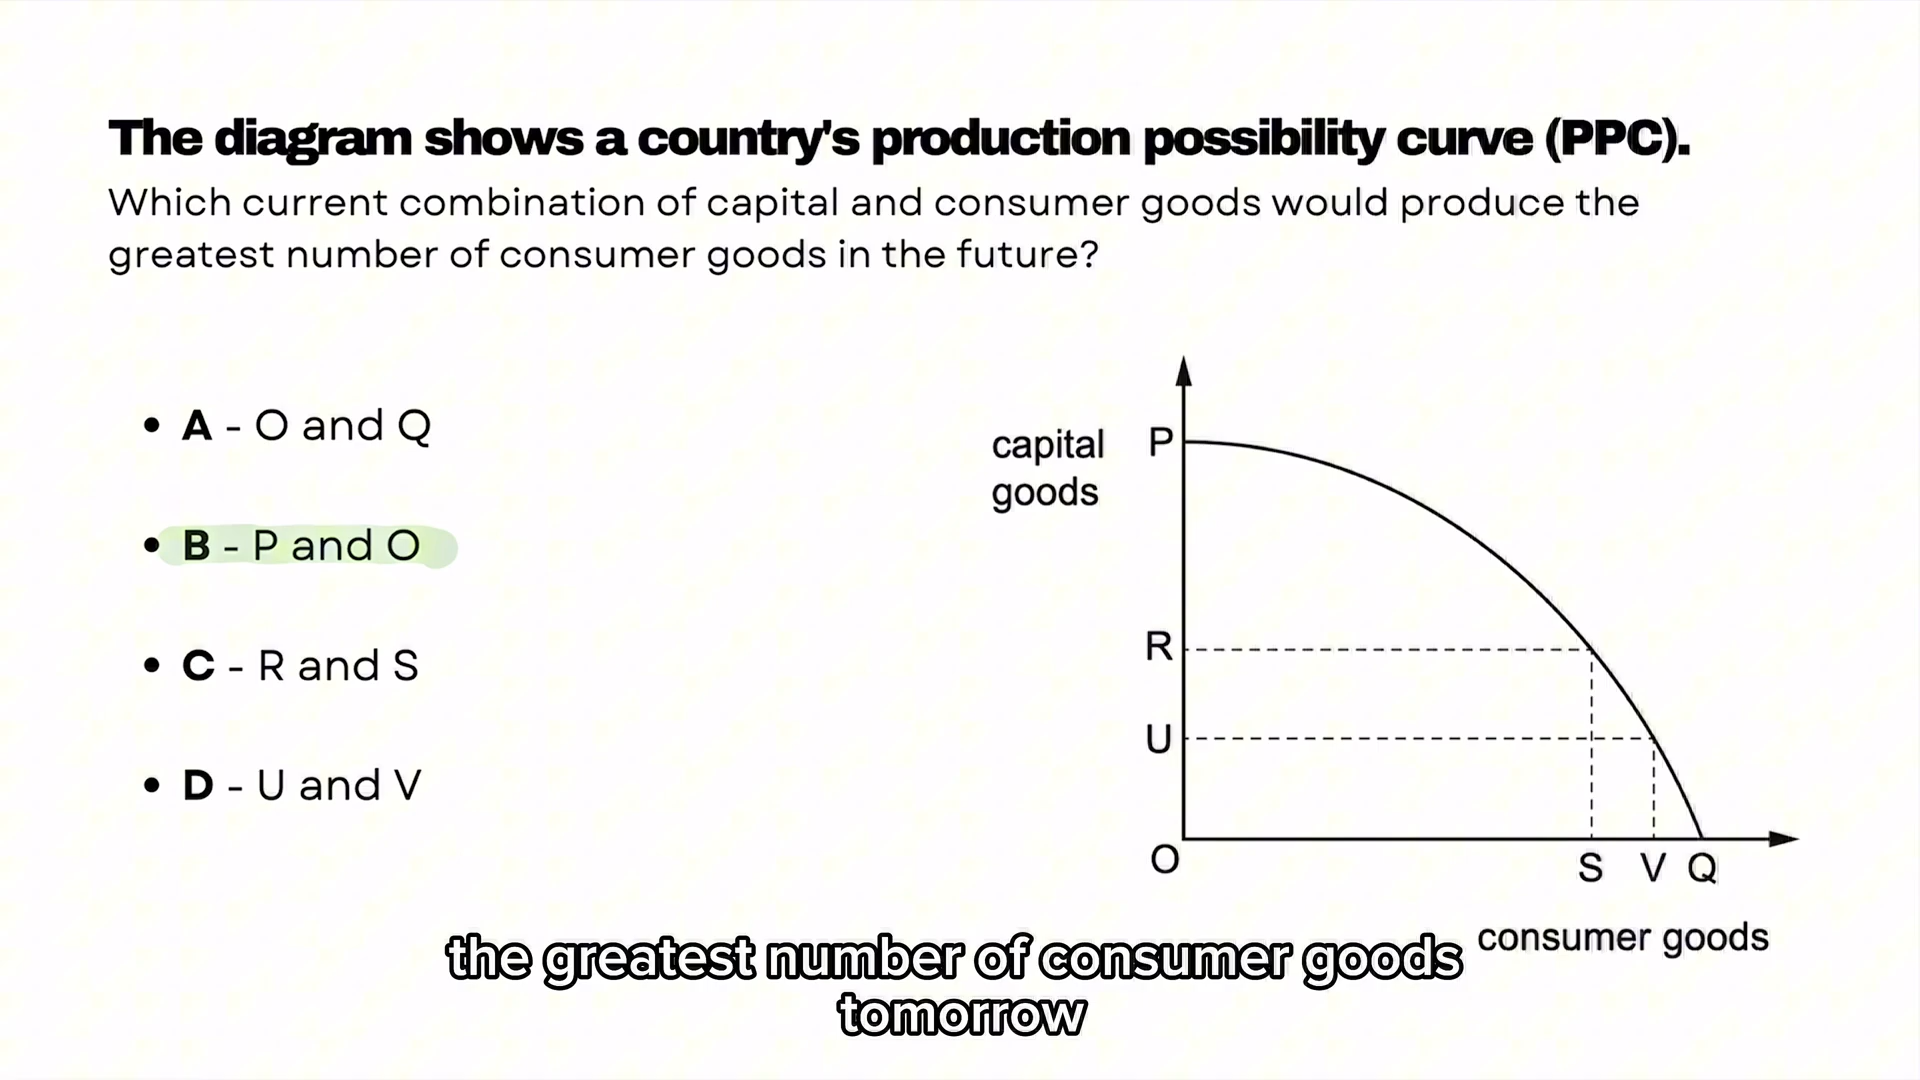 The diagram shows a country's production possibility curve (PPC).
Which current combination of capital and consumer goods would produce the
greatest number of consumer goods in the future?
• A - O and Q
• B - P and O
• C - R and S
• D - U and V
capital
goods
P
R
U
O
S V Q
consumer goods
the greatest number of consumer goods
tomorrow